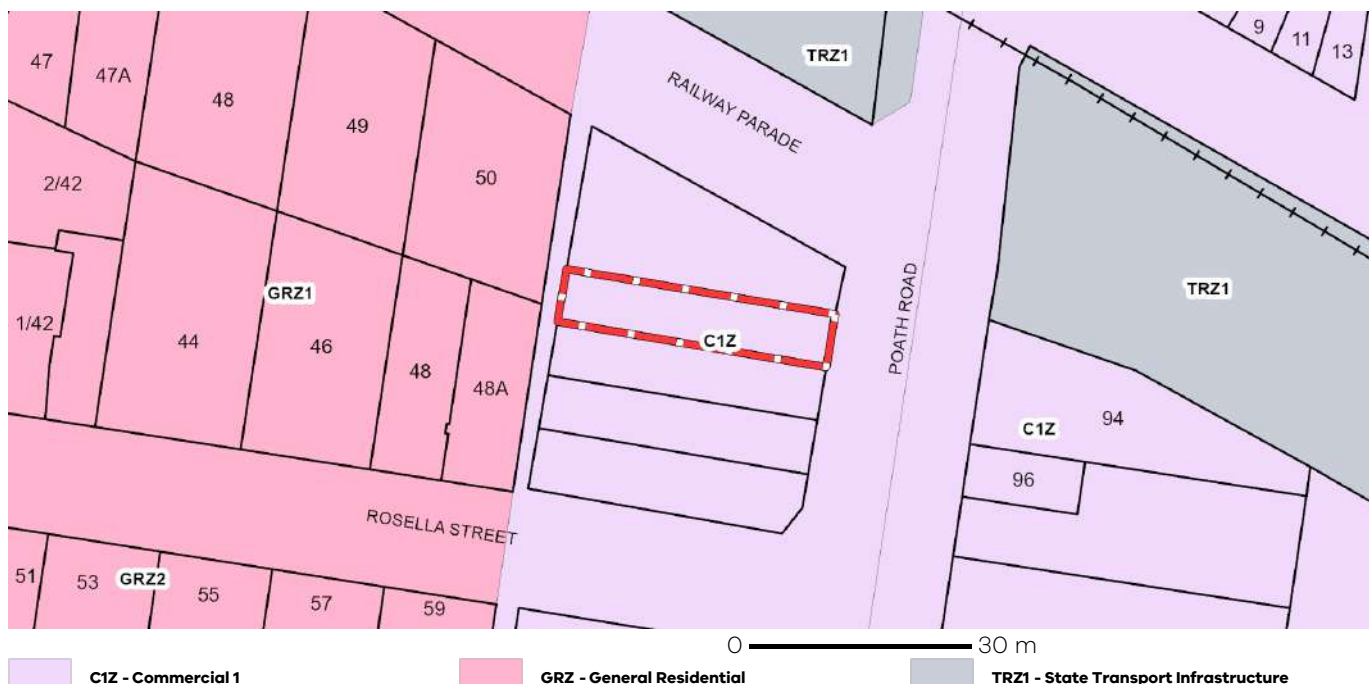 47
47A
48
49
50
TRZ1
RAILWAY PARADE
9
11
13
2/42
1/42
44
GRZ1
46
48
48A
C1Z
POATH ROAD
TRZ1
C1Z
94
96
ROSELLA STREET
51
53
GRZ2
55
57
59
0 30 m
C1Z - Commercial 1
GRZ - General Residential
TRZ1 - State Transport Infrastructure